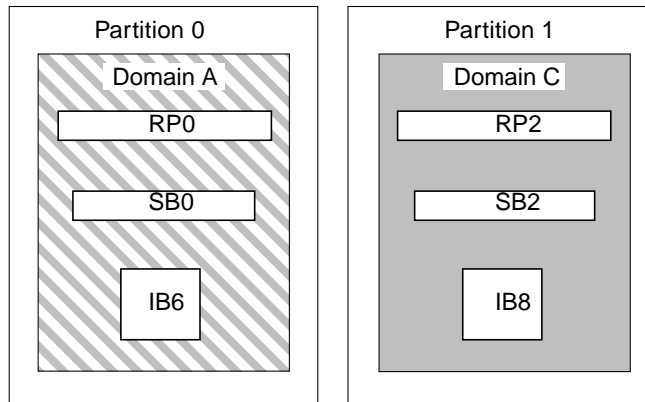 Partition 0
Domain A
RP0
SB0
IB6
Partition 1
Domain C
RP2
SB2
IB8